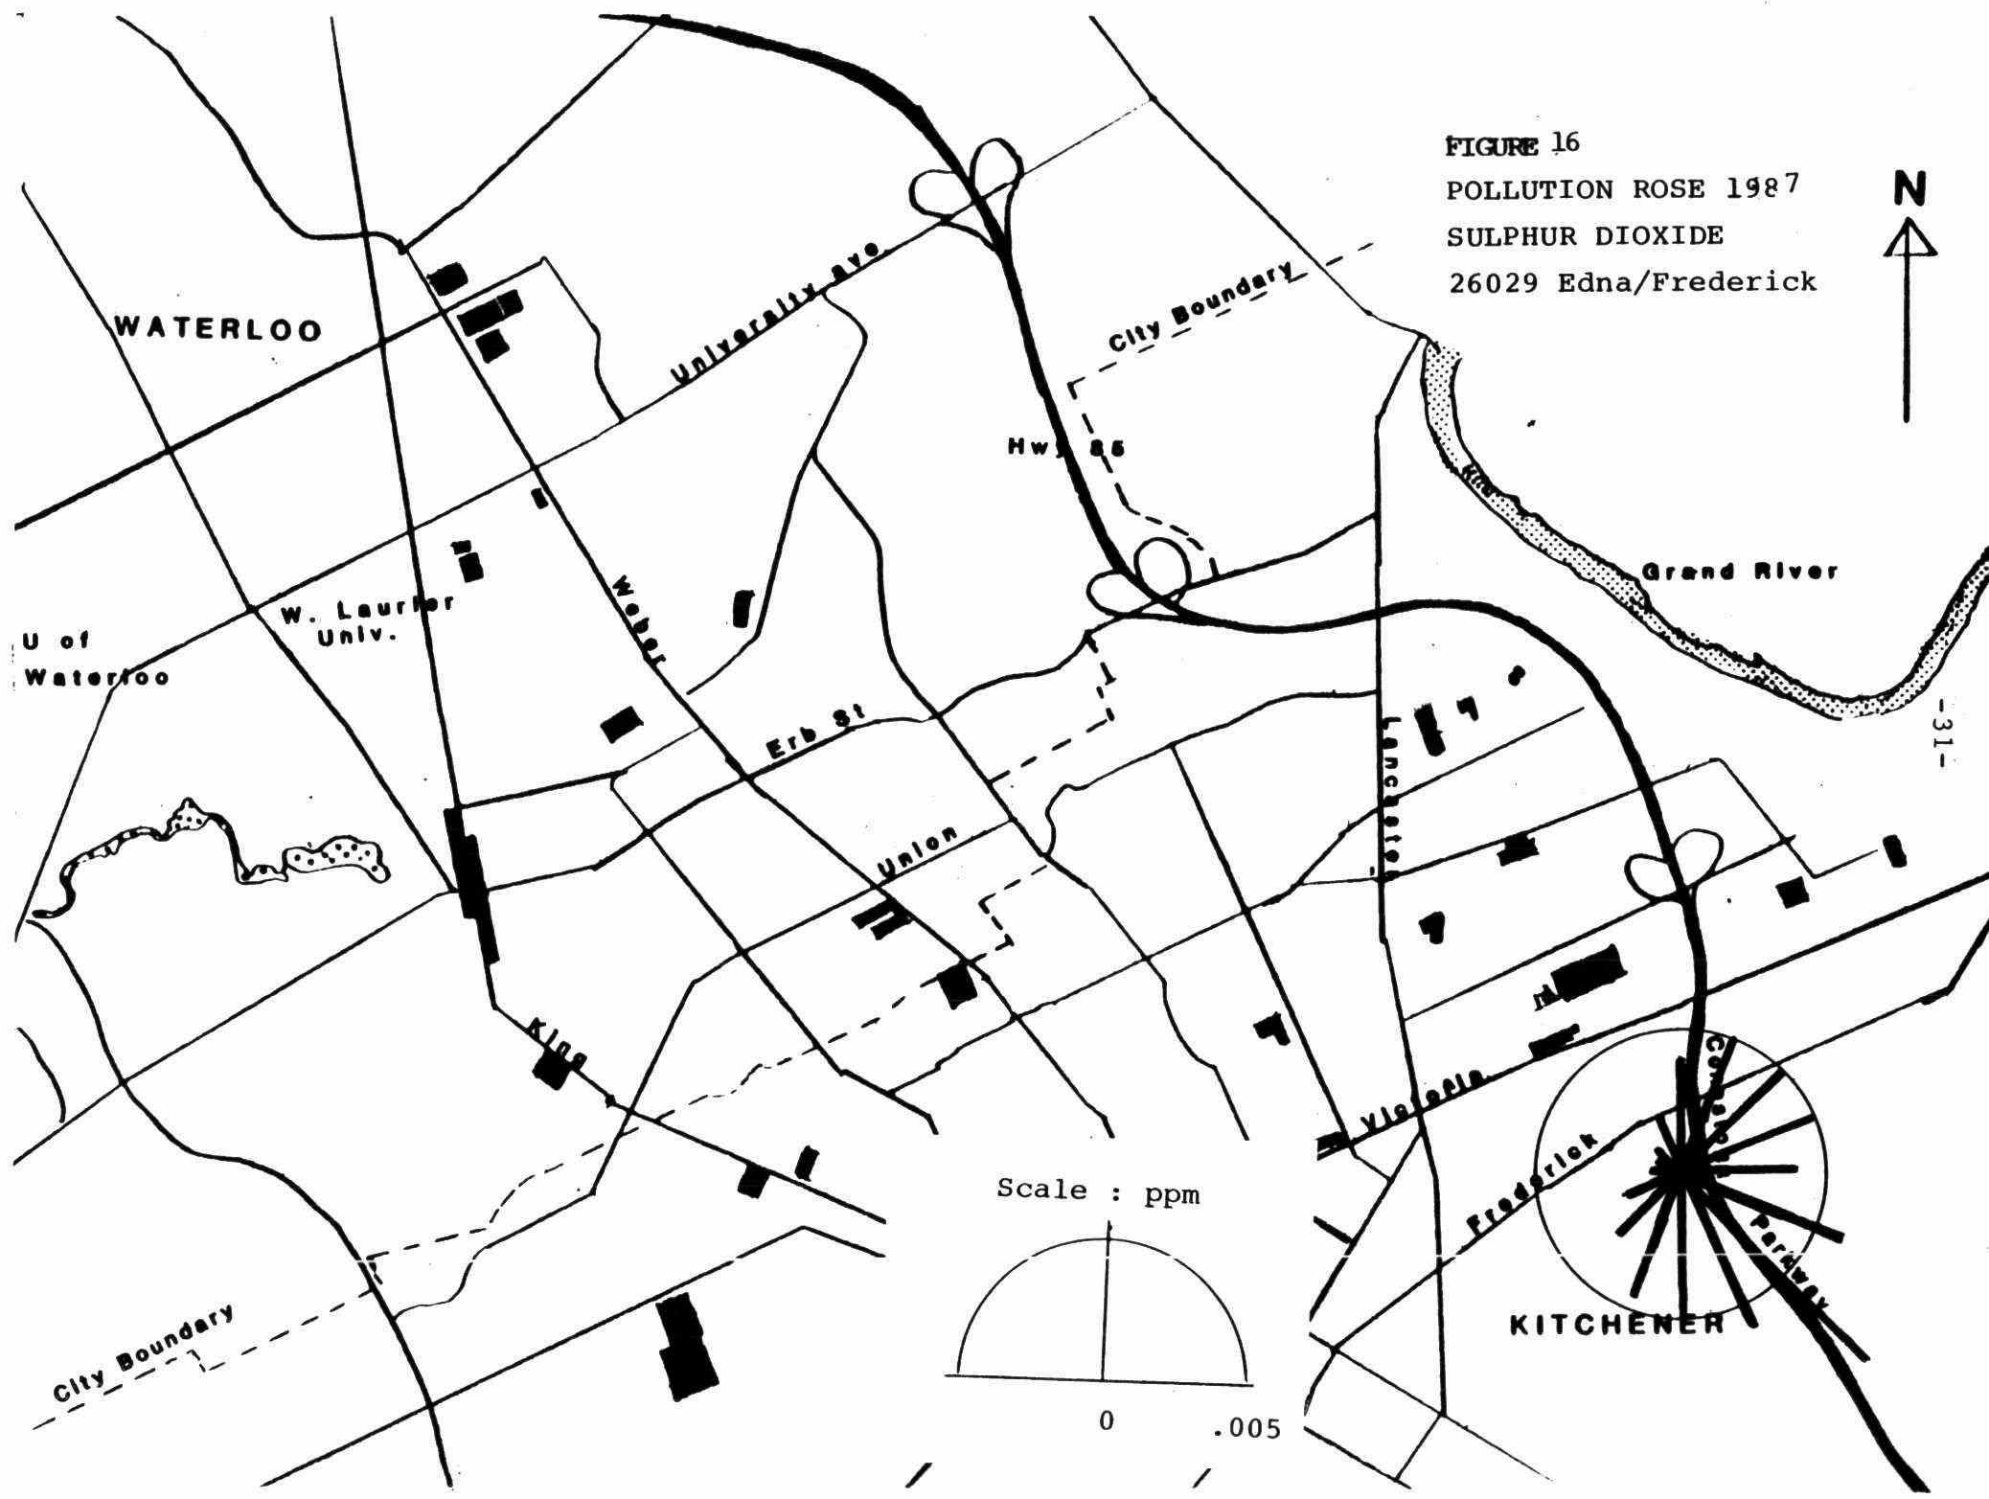 FIGURE 16
POLLUTION ROSE 1987
SULPHUR DIOXIDE
26029 Edna/Frederick
N
WATERLOO
University ave.
City Boundary
Hwy 85
Grand River
W. Laurier
Univ.
U of
Waterloo
Weber
-31-
Erb St
Lancaster
Union
King
Victoria
Frederick
Parkway
Scale : ppm
0
.005
KITCHENER
City Boundary